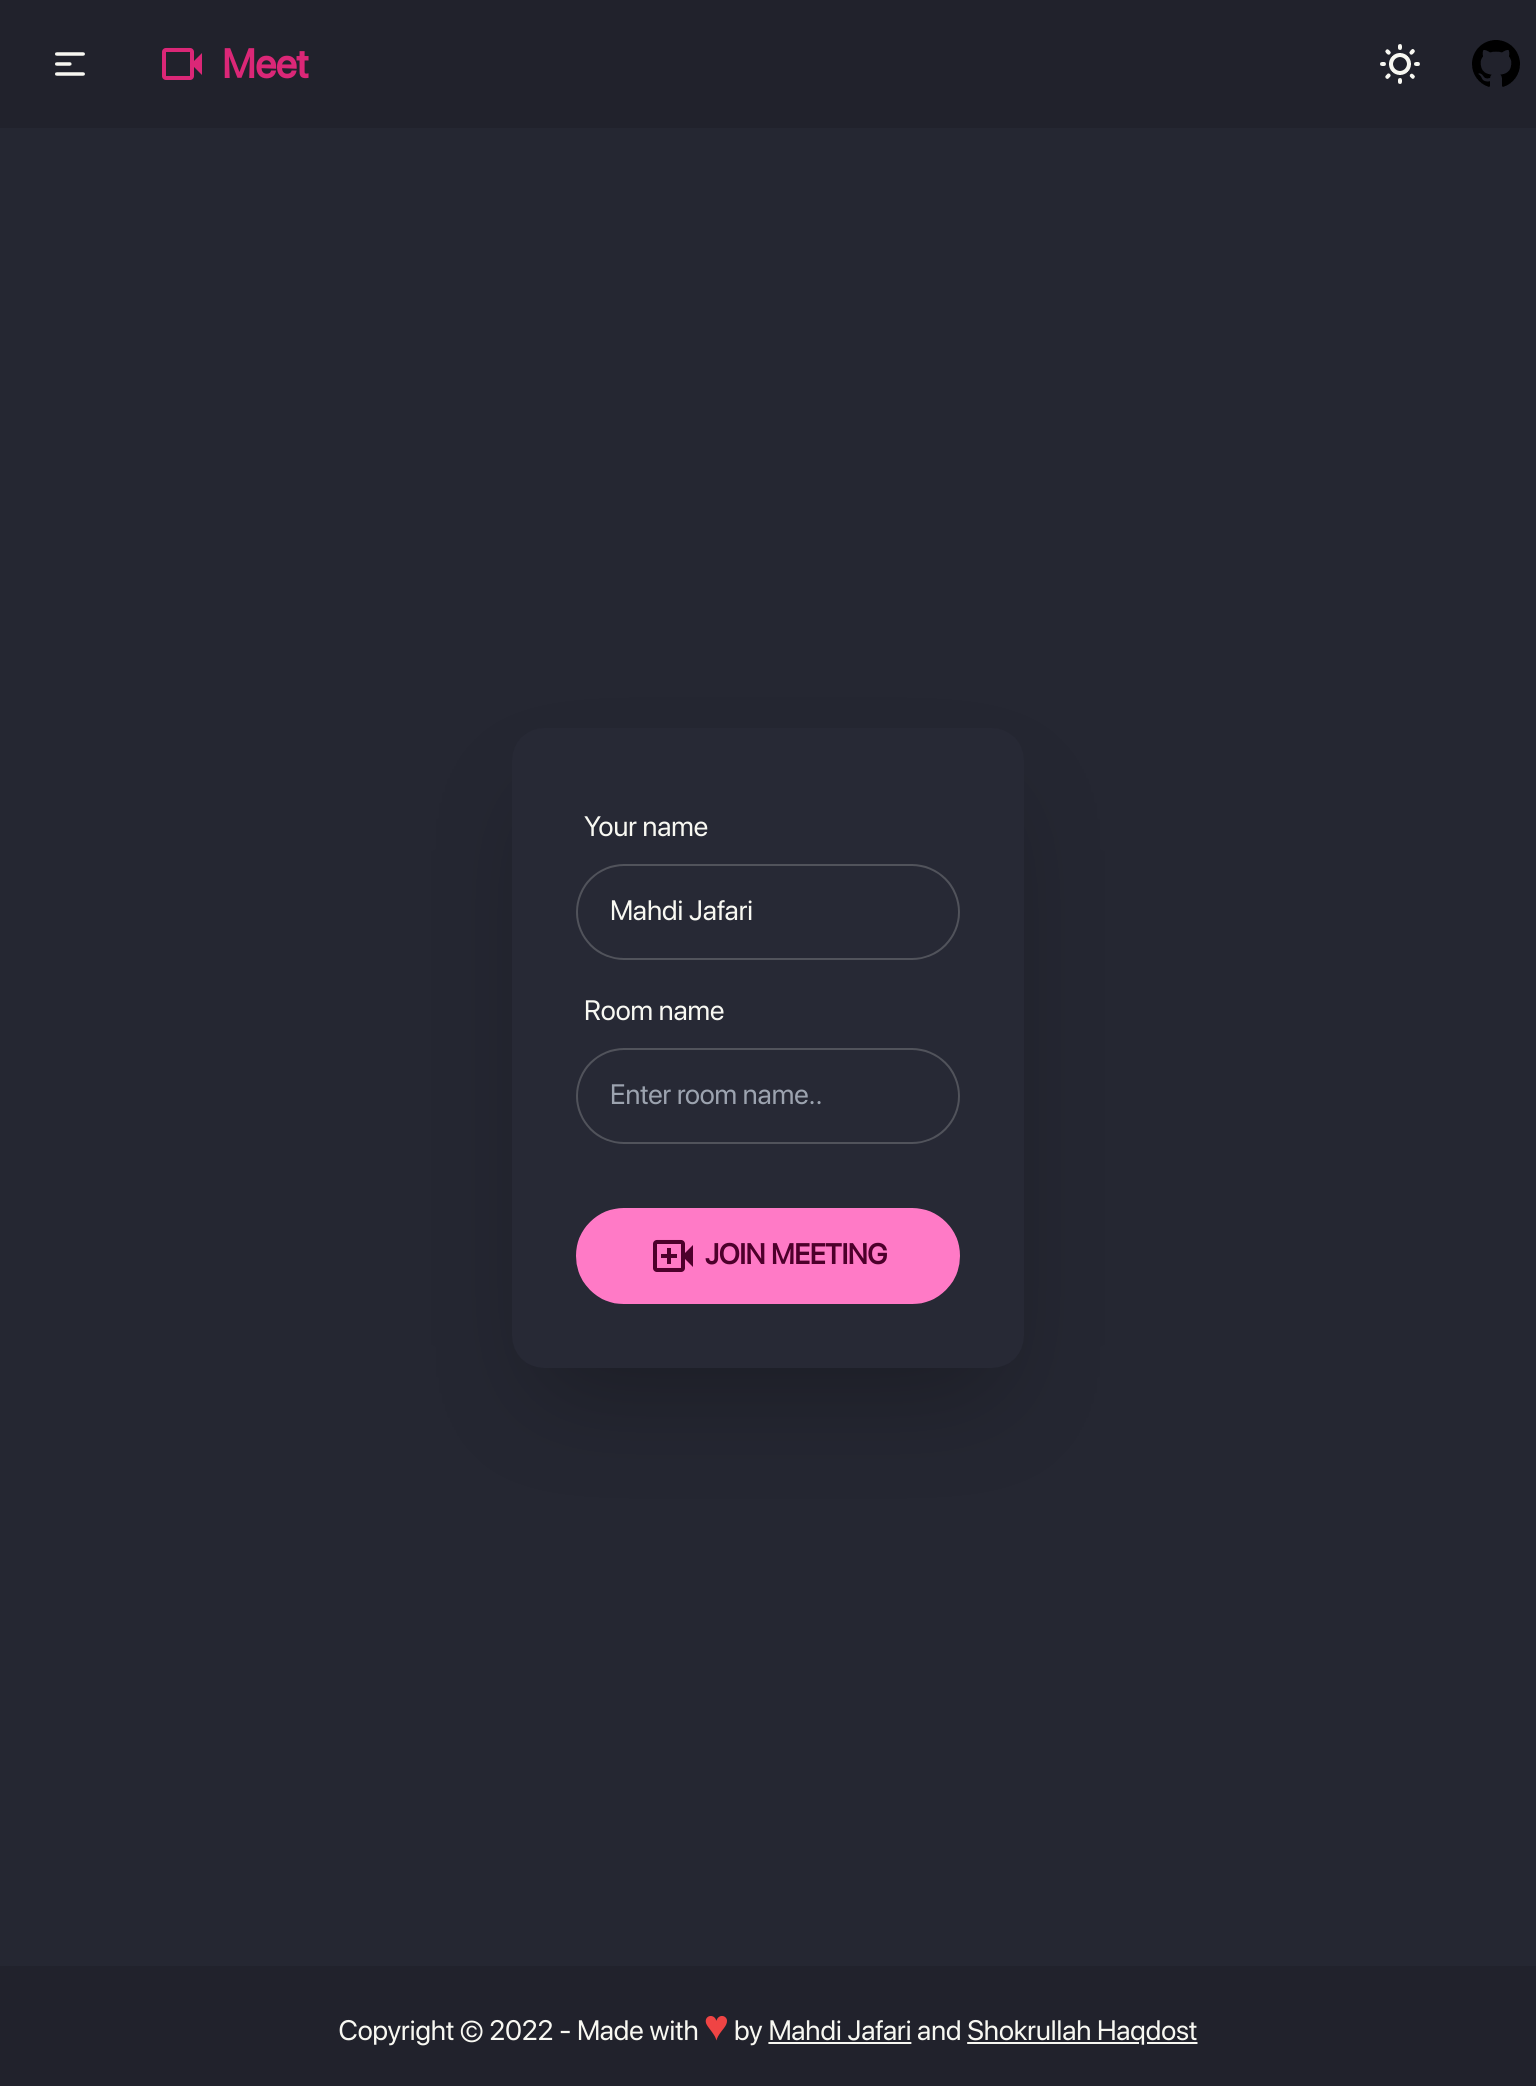 Meet
Your name
Mahdi Jafari
Room name
Enter room name..
JOIN MEETING
Copyright © 2022 - Made with ♥ by Mahdi Jafari and Shokrullah Haqdost